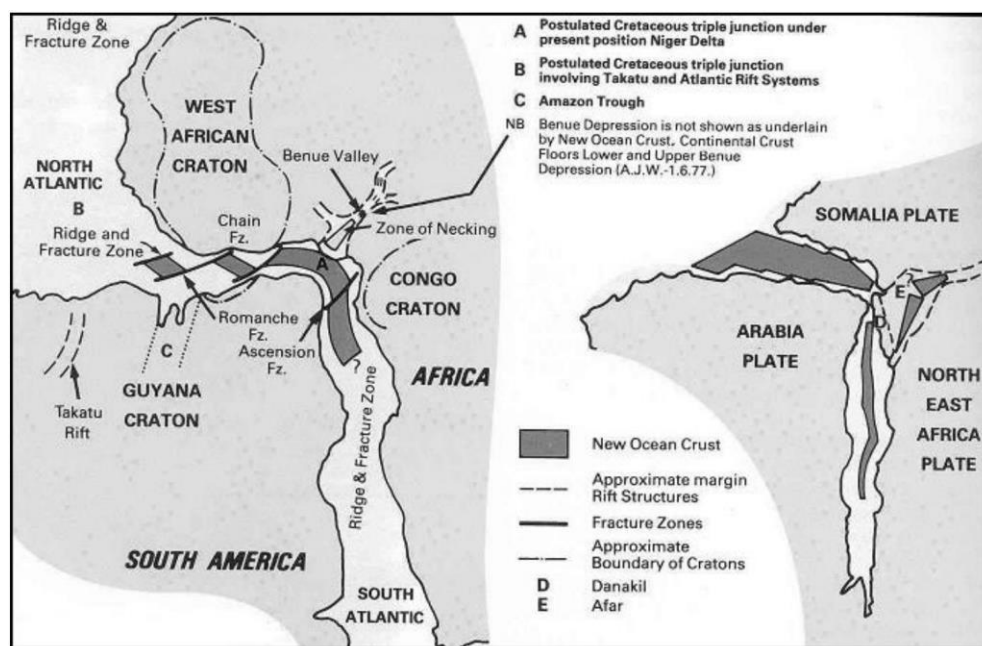 Ridge &
Fracture Zone
WEST
AFRICAN
CRATON
Benue Valley
NORTH
ATLANTIC
B
Chain
Fz.
Zone of Necking
Ridge and
Fracture Zone
A
CONGO
CRATON
Romanche
Fz.
Ascension
Fz.
C
GUYANA
CRATON
AFRICA
Takatu
Rift
?
Ridge & Fracture Zone
SOUTH AMERICA
SOUTH
ATLANTIC
A Postulated Cretaceous triple junction under
present position Niger Delta
B Postulated Cretaceous triple junction
involving Takatu and Atlantic Rift Systems
C Amazon Trough
NB Benue Depression is not shown as underlain
by New Ocean Crust, Continental Crust
Floors Lower and Upper Benue
Depression (A.J.W.-1.6.77.)
SOMALIA PLATE
E
D
ARABIA
PLATE
NORTH
EAST
AFRICA
PLATE
New Ocean Crust
Approximate margin
Rift Structures
Fracture Zones
Approximate
Boundary of Cratons
D Danakil
E Afar